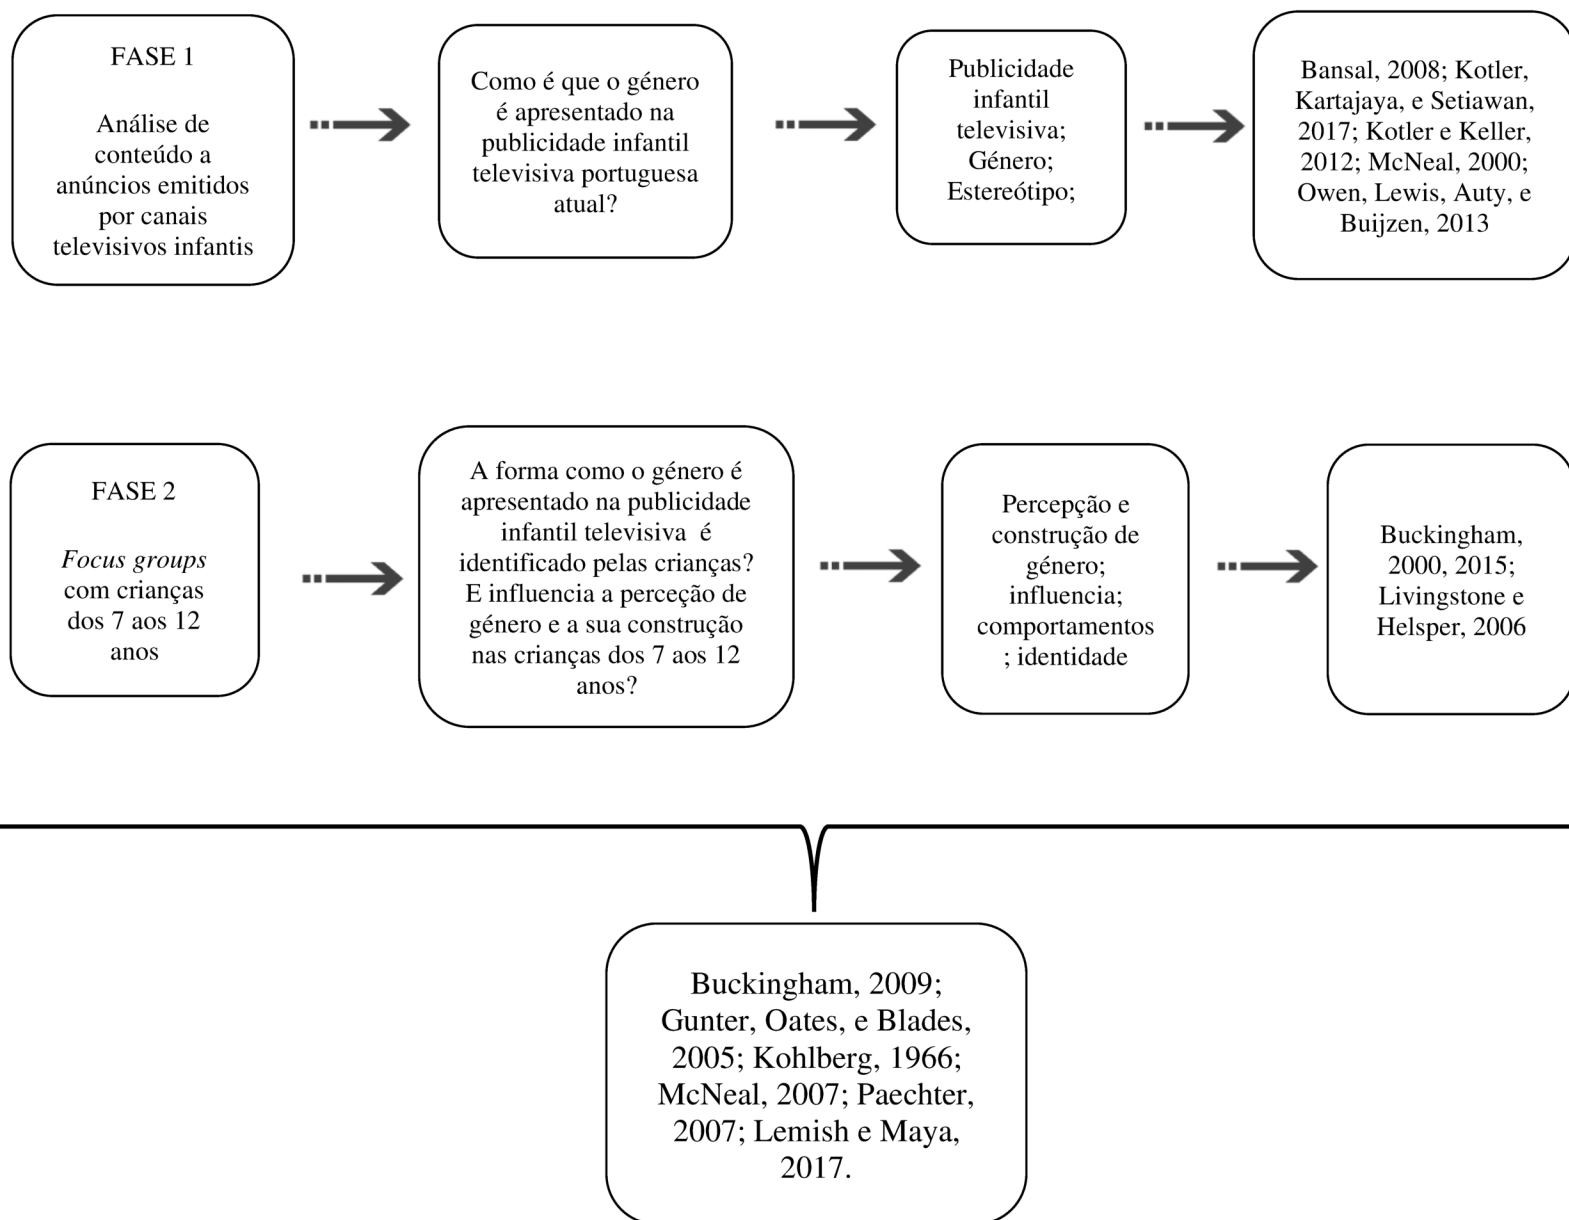 FASE 1
Análise de
conteúdo a
anúncios emitidos
por canais
televisivos infantis
Como é que o género
é apresentado na
publicidade infantil
televisiva portuguesa
atual?
Publicidade
infantil
televisiva;
Género;
Estereótipo;
Bansal, 2008; Kotler,
Kartajaya, e Setiawan,
2017; Kotler e Keller,
2012; McNeal, 2000;
Owen, Lewis, Auty, e
Buijzen, 2013
FASE 2
Focus groups
com crianças
dos 7 aos 12
anos
A forma como o género é
apresentado na publicidade
infantil televisiva é
identificado pelas crianças?
E influencia a perceção de
género e a sua construção
nas crianças dos 7 aos 12
anos?
Percepção e
construção de
género;
influencia;
comportamentos
; identidade
Buckingham,
2000, 2015;
Livingstone e
Helsper, 2006
Buckingham, 2009;
Gunter, Oates, e Blades,
2005; Kohlberg, 1966;
McNeal, 2007; Paechter,
2007; Lemish e Maya,
2017.